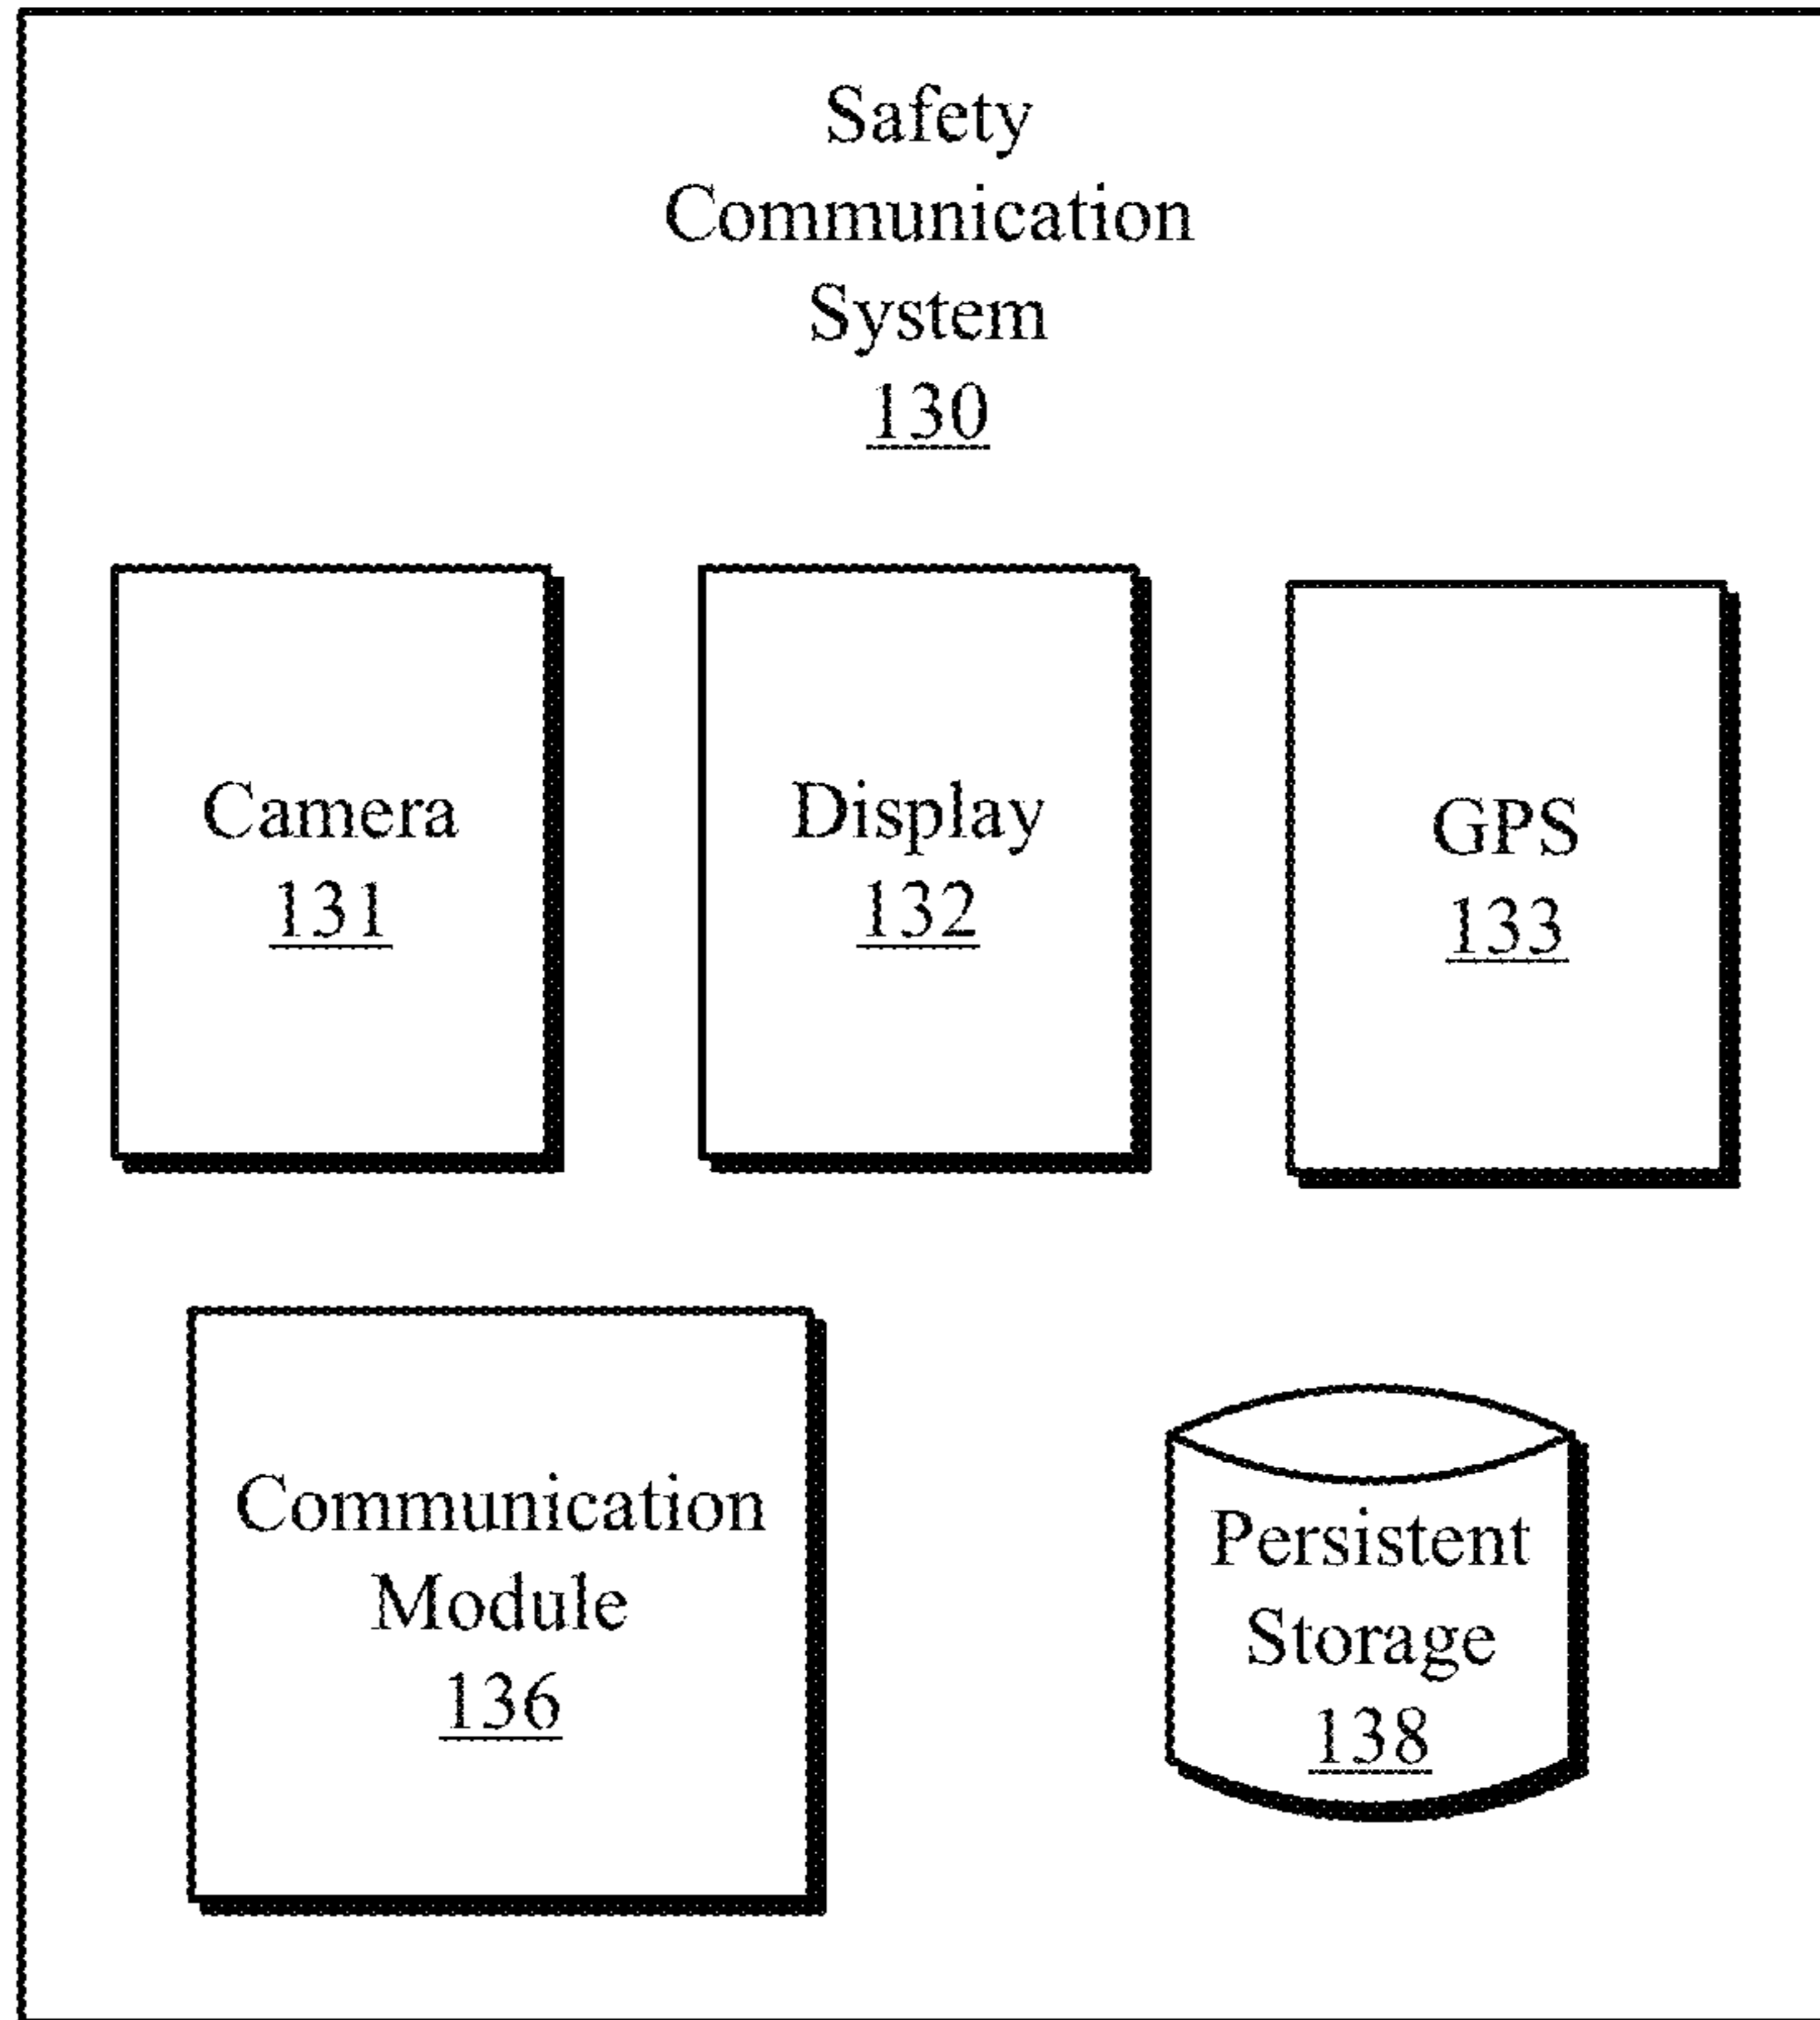 Safety
Communication
System
130
Camera
131
Display
132
GPS
133
Communication
Module
136
Persistent
Storage
138